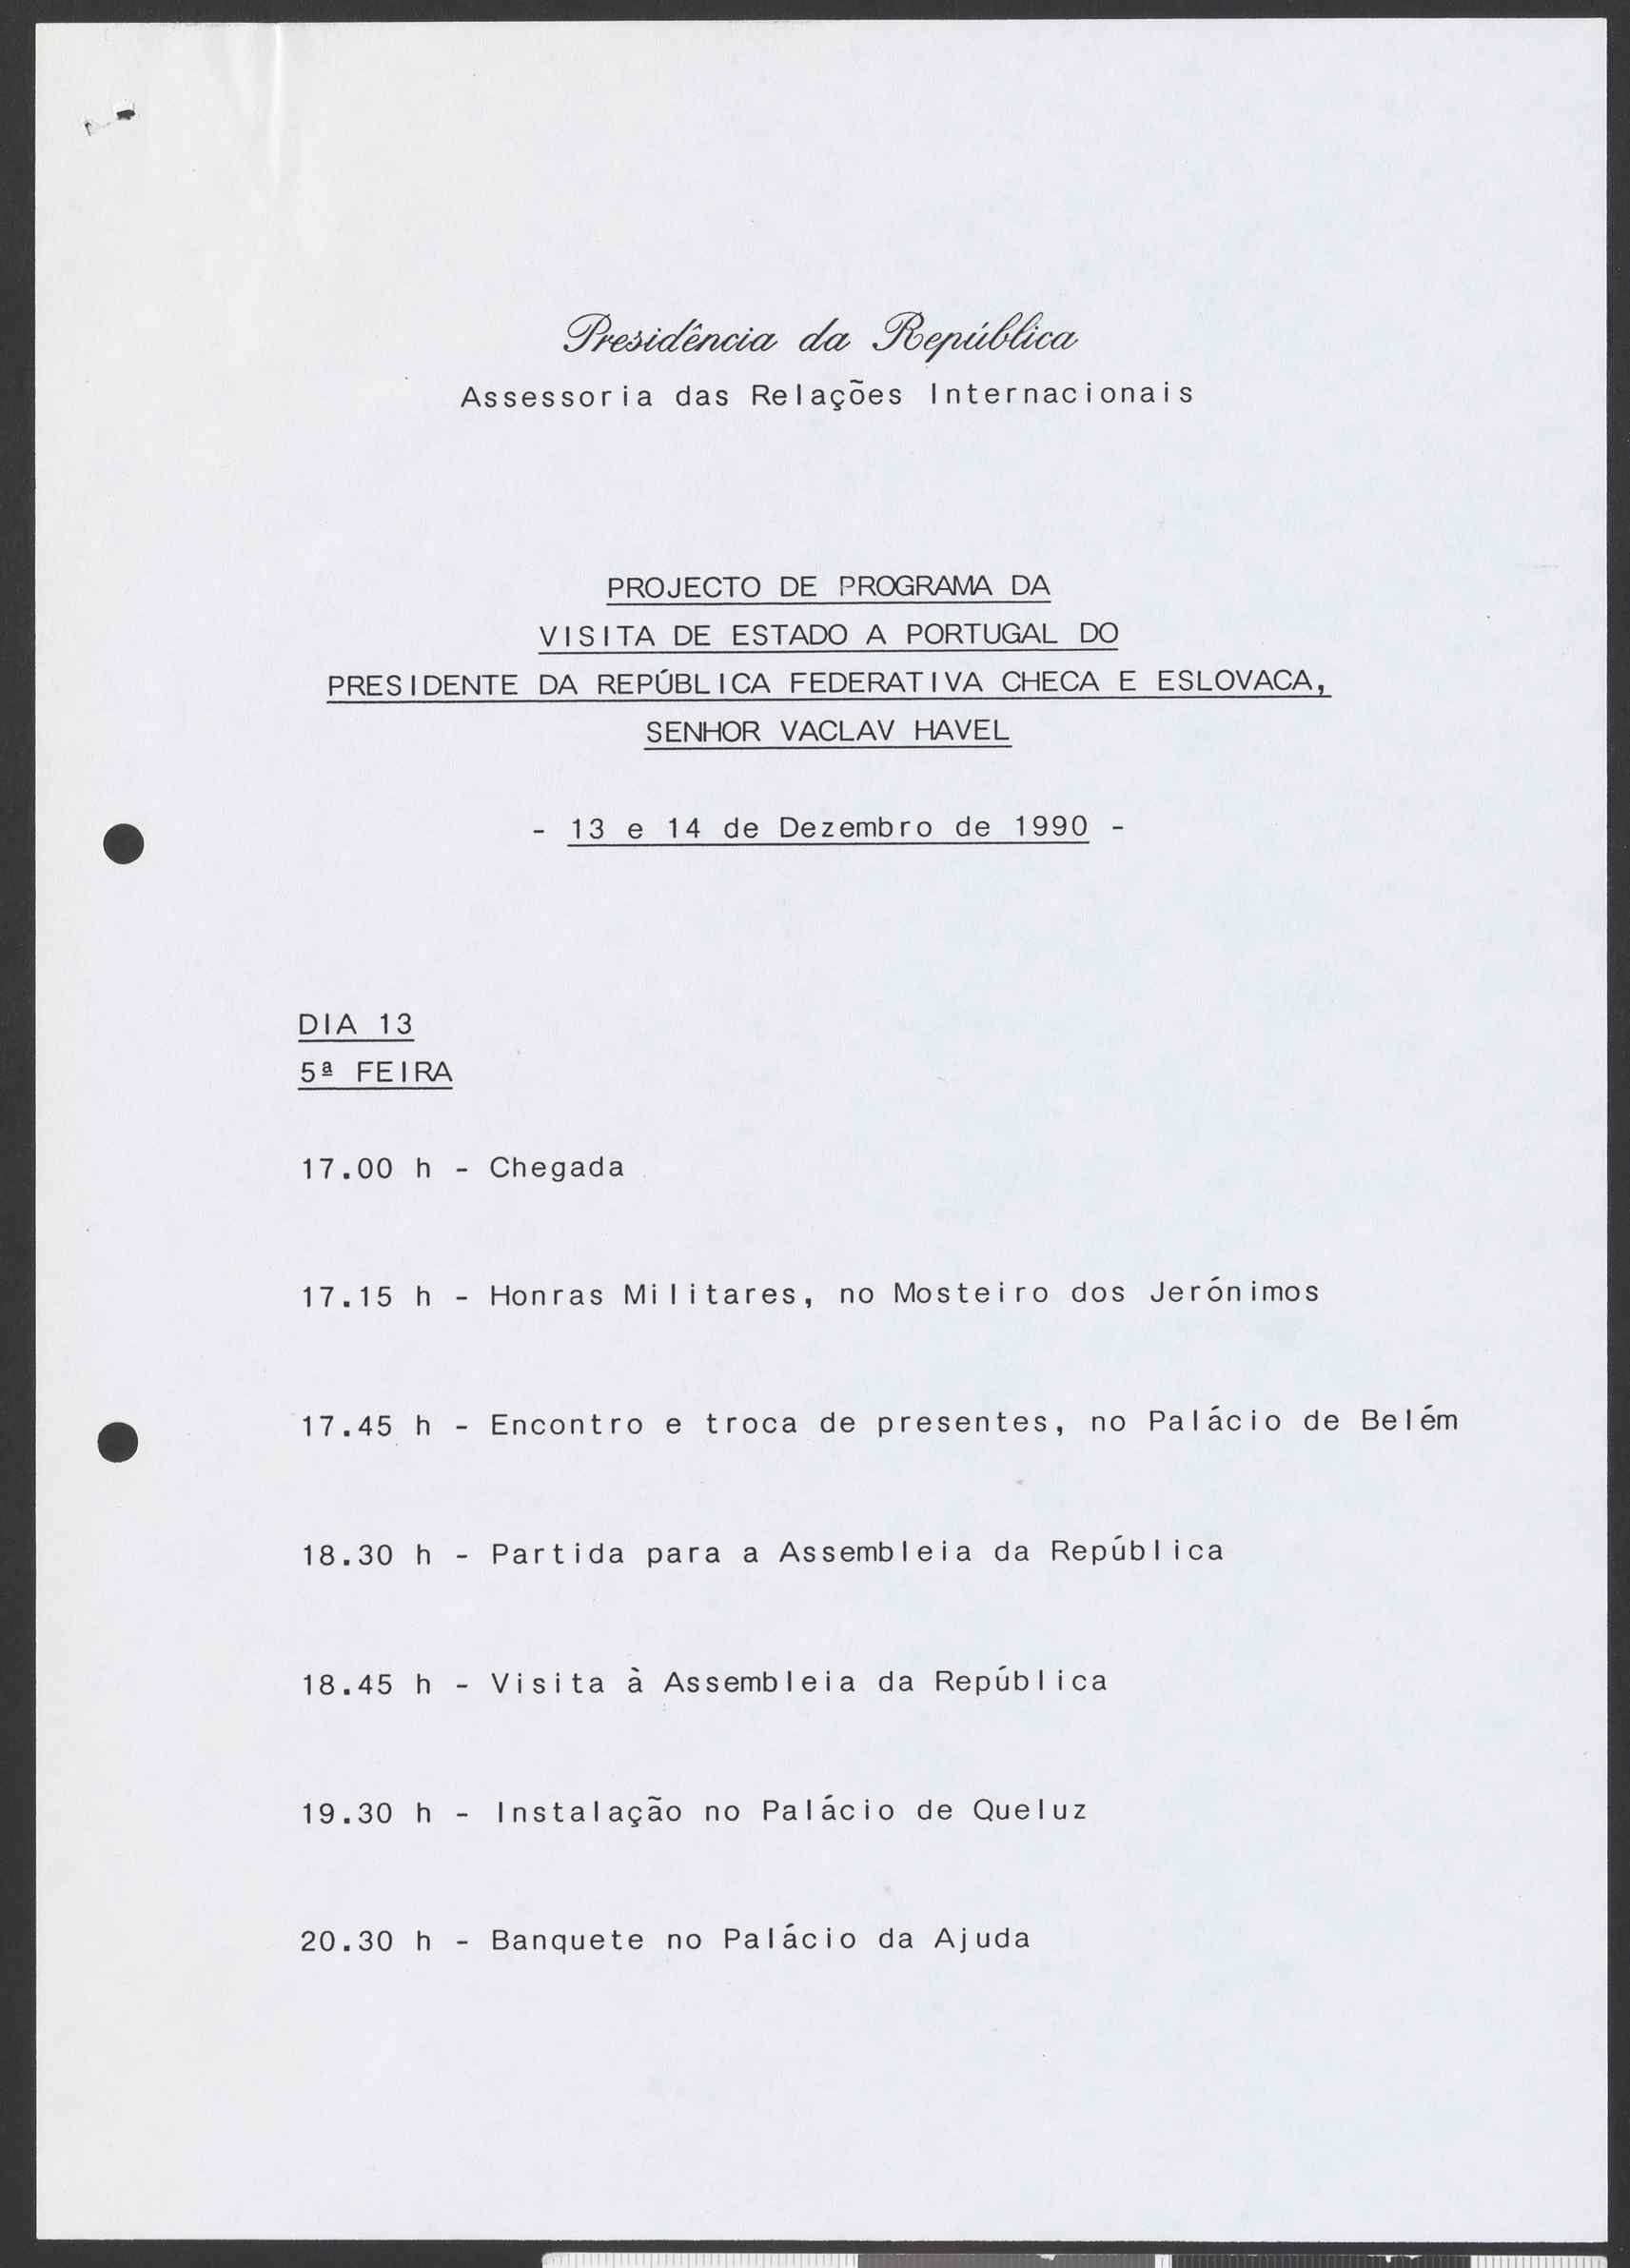 Presidência da República
Assessoria das Relações Internacionais
PROJECTO DE PROGRAMA DA
VISITA DE ESTADO A PORTUGAL DO
PRESIDENTE DA REPÚBLICA FEDERATIVA CHECA E ESLOVACA,
SENHOR VACLAV HAVEL
- 13 e 14 de Dezembro de 1990 -
DIA 13
5ª FEIRA
17.00 h - Chegada
17.15 h - Honras Militares, no Mosteiro dos Jerónimos
17.45 h - Encontro e troca de presentes, no Palácio de Belém
18.30 h - Partida para a Assembleia da República
18.45 h - Visita à Assembleia da República
19.30 h - Instalação no Palácio de Queluz
20.30 h - Banquete no Palácio da Ajuda